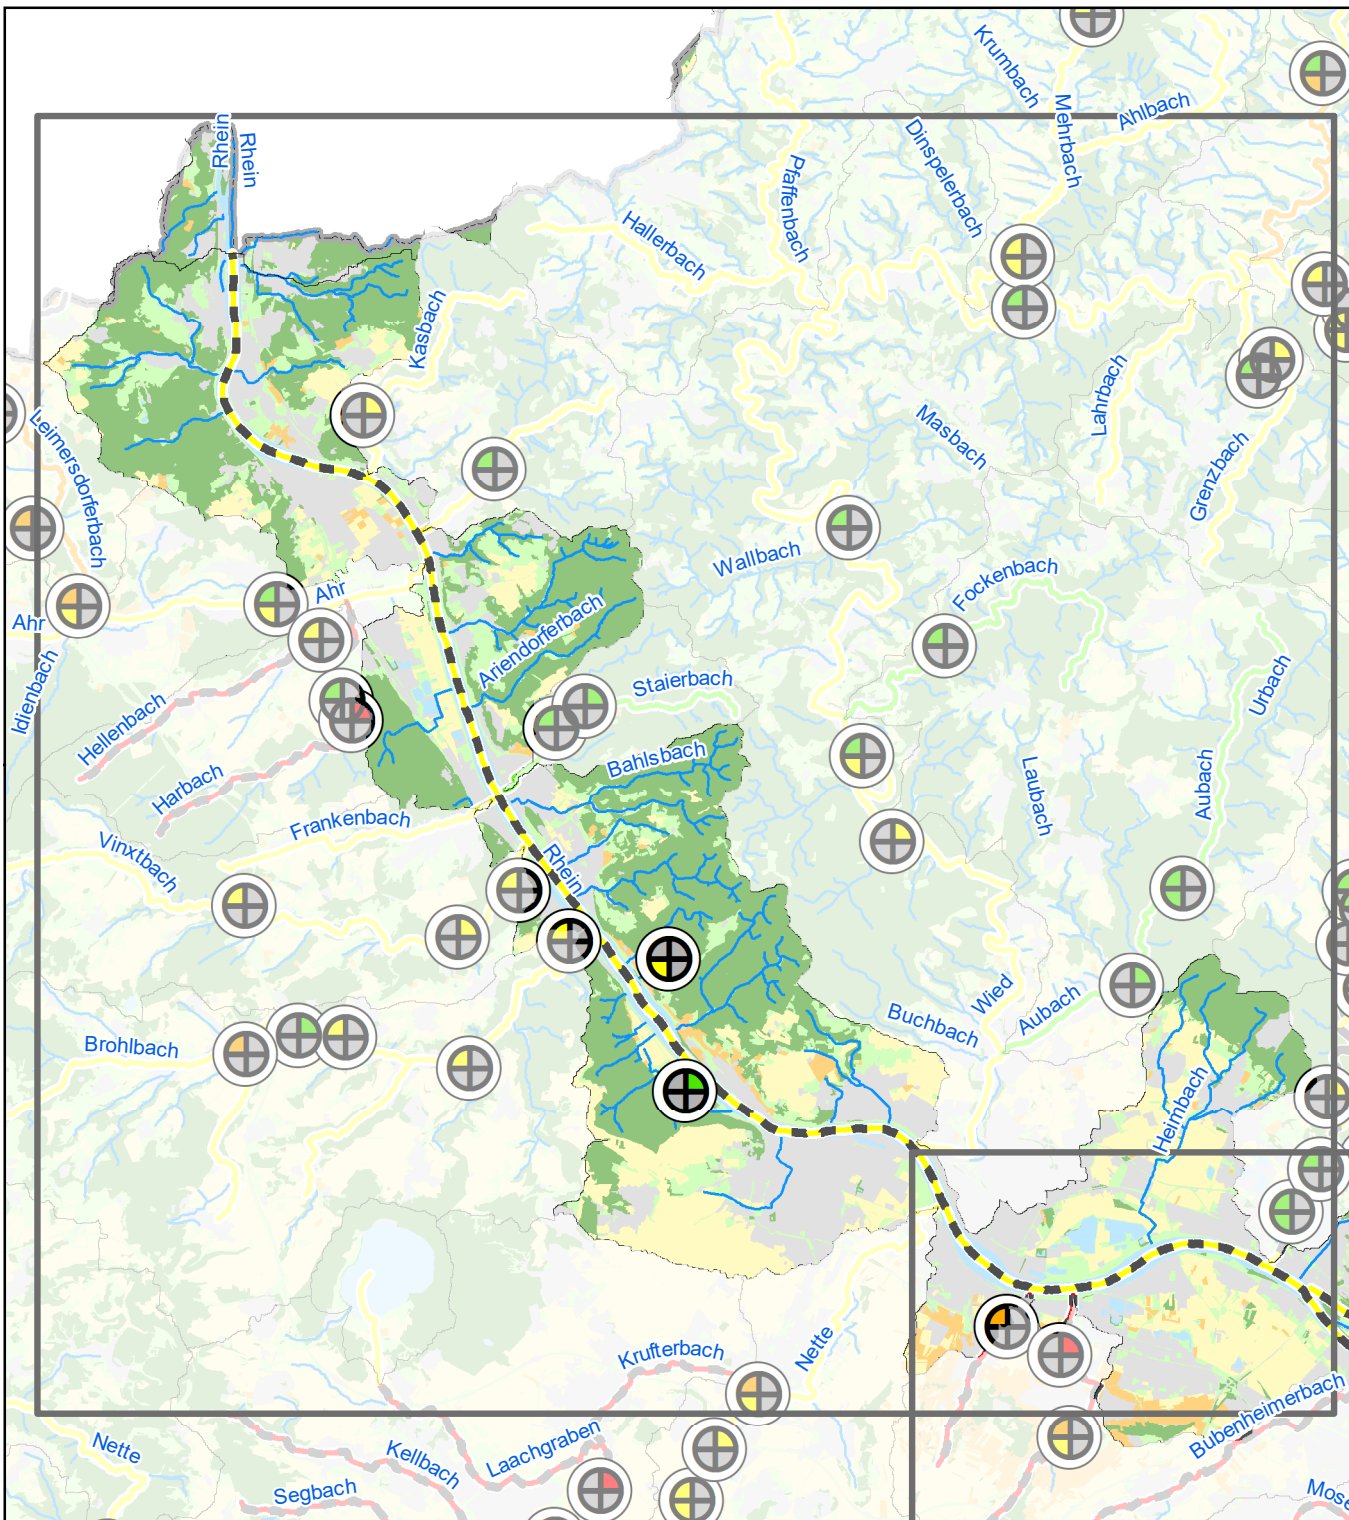 Krumbach
Mehrbach
Ahlbach
Rhein
Rhein
Dinspelerbach
Pfaffenbach
Hallerbach
Kasbach
Lahrbach
Masbach
Grenzbach
Leimersdorferbach
Wallbach
Fockenbach
Ahr
Ahr
Ariendorferbach
Staierbach
Urbach
Idienbach
Hellenbach
Bahlsbach
Aubach
Laubach
Harbach
Frankenbach
Vinxtbach
Rhein
Wied
Aubach
Buchbach
Brohlbach
Heimbach
Nette
Krufterbach
Bubenheimerbach
Nette
Kellbach
Laachgraben
Segbach
Mose